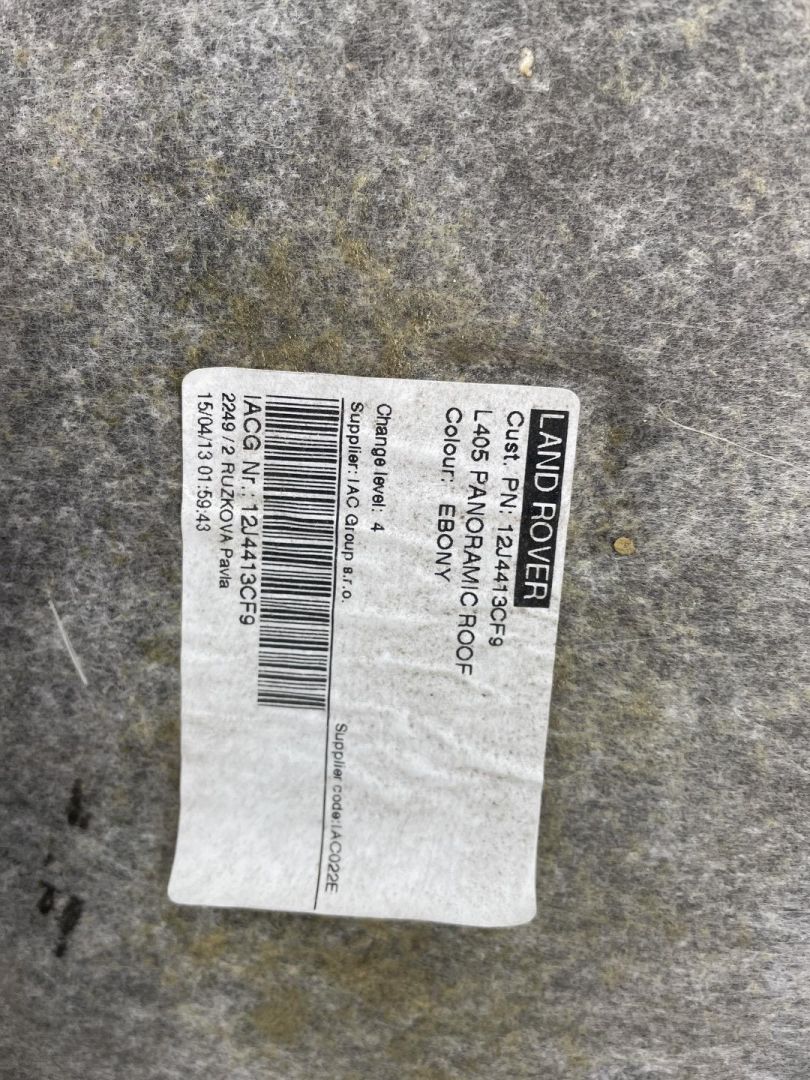 LAND ROVER
Cust. PN: 12J4413CF9
L405 PANORAMIC ROOF
Colour: EBONY
Change level: 4
Supplier: IAC Group s.r.o.
Supplier code:IAC022E
IACG Nr.: 12J4413CF9
2249 / 2 RUZKOVA Pavla
15/04/13 01:59:43